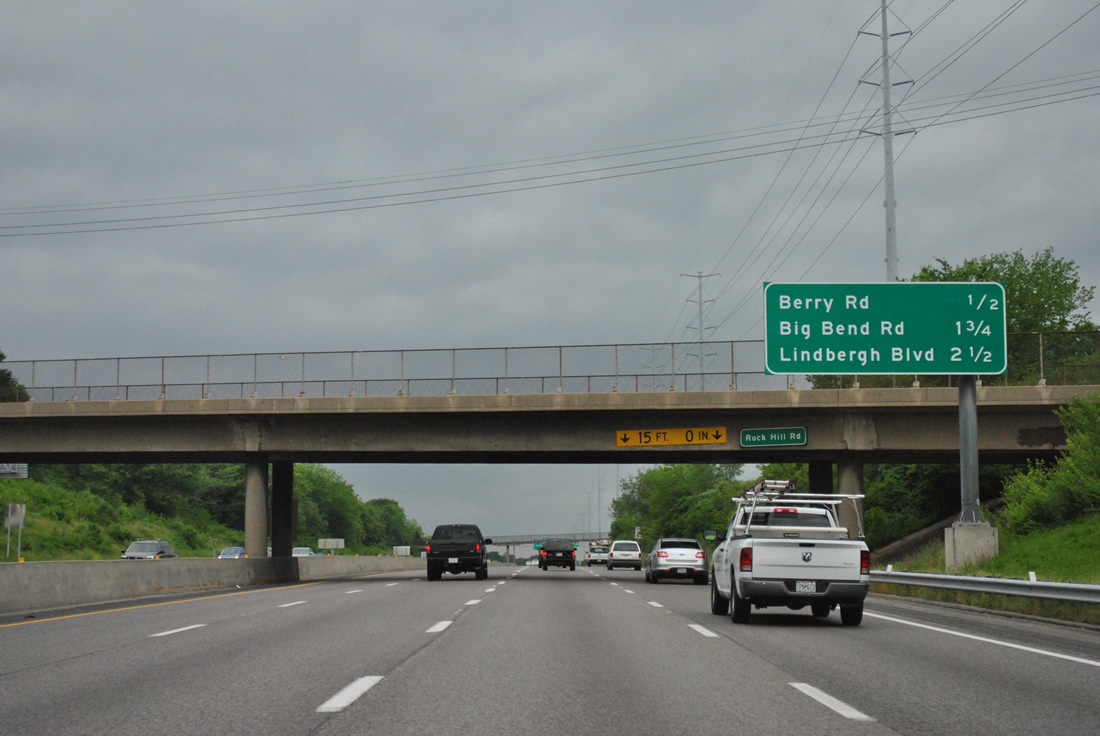 Berry Rd 1/2
Big Bend Rd 1 3/4
Lindbergh Blvd 2 1/2
15 FT. 0 IN.
Rock Hill Rd